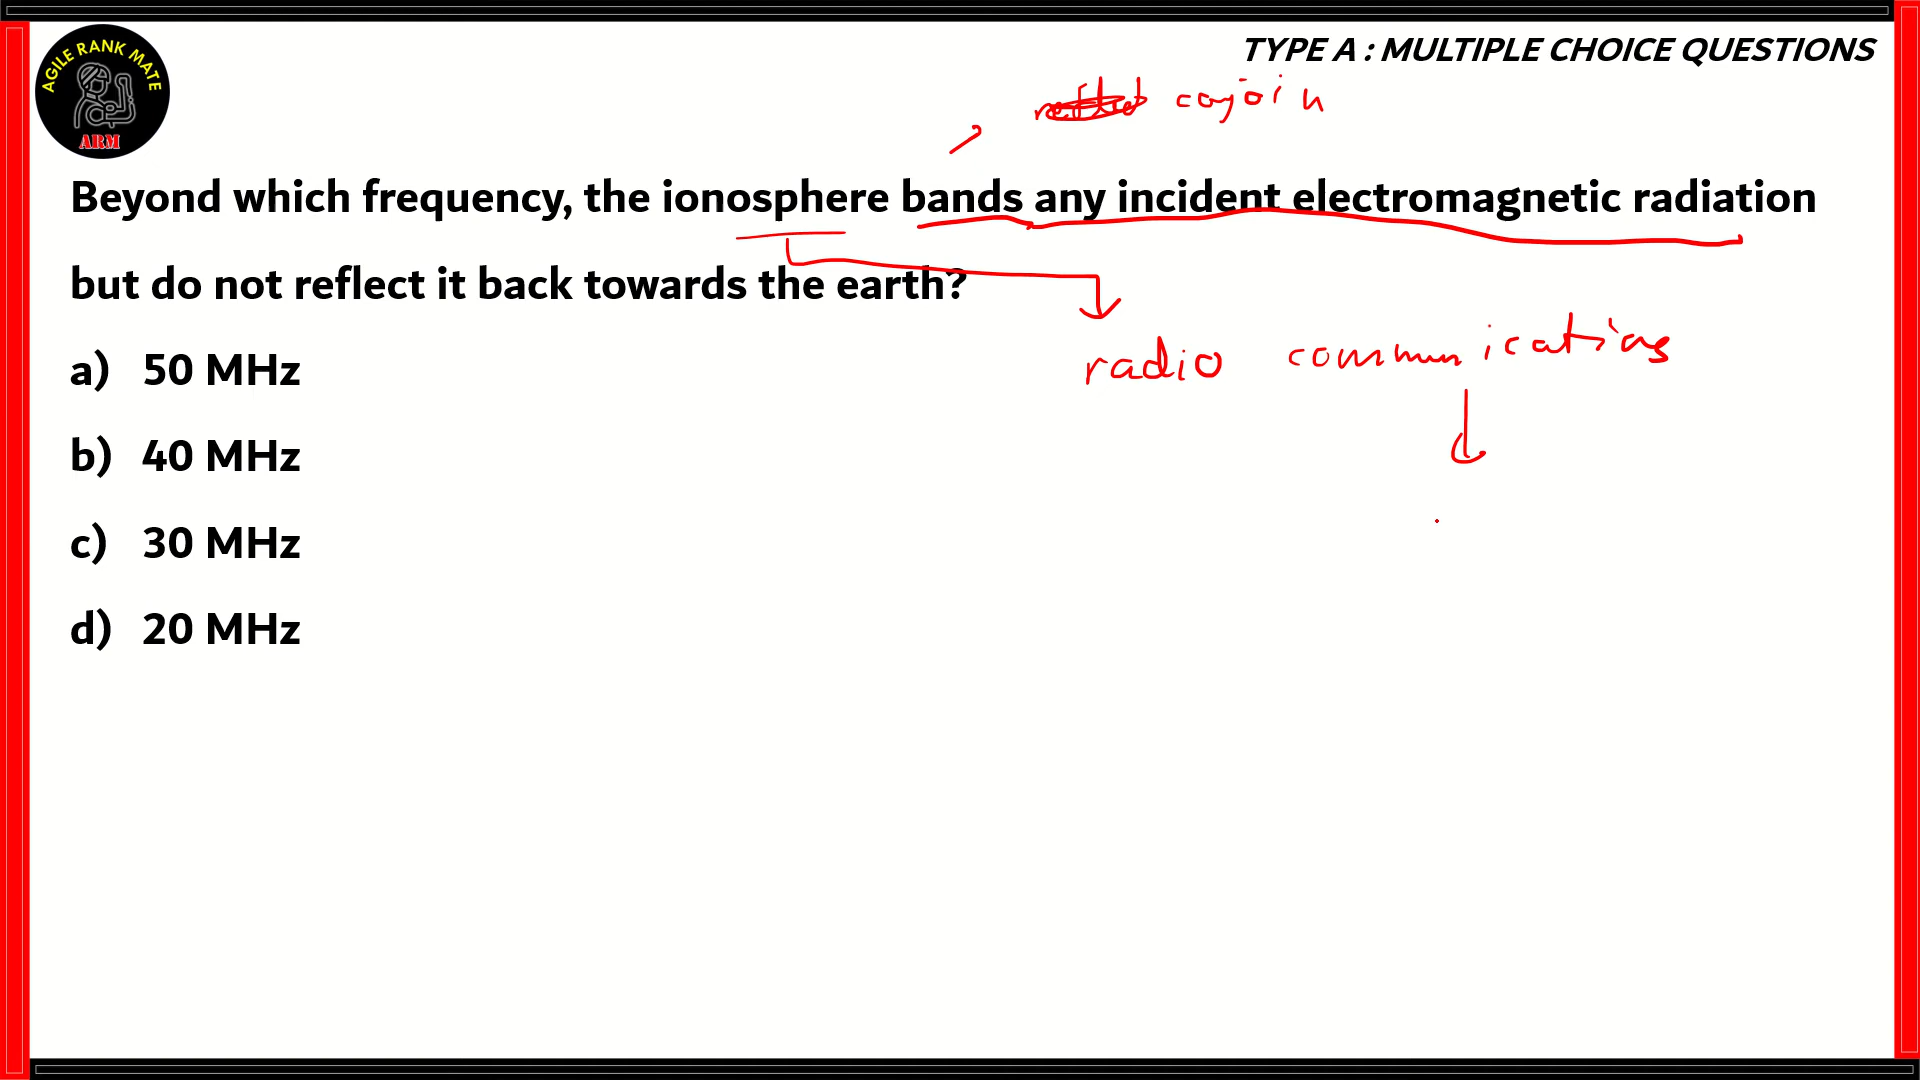 AGILE RANK MATE
ARM
TYPE A : MULTIPLE CHOICE QUESTIONS
Beyond which frequency, the ionosphere bands any incident electromagnetic radiation
but do not reflect it back towards the earth?
radio communications
a) 50 MHz
b) 40 MHz
c) 30 MHz
d) 20 MHz